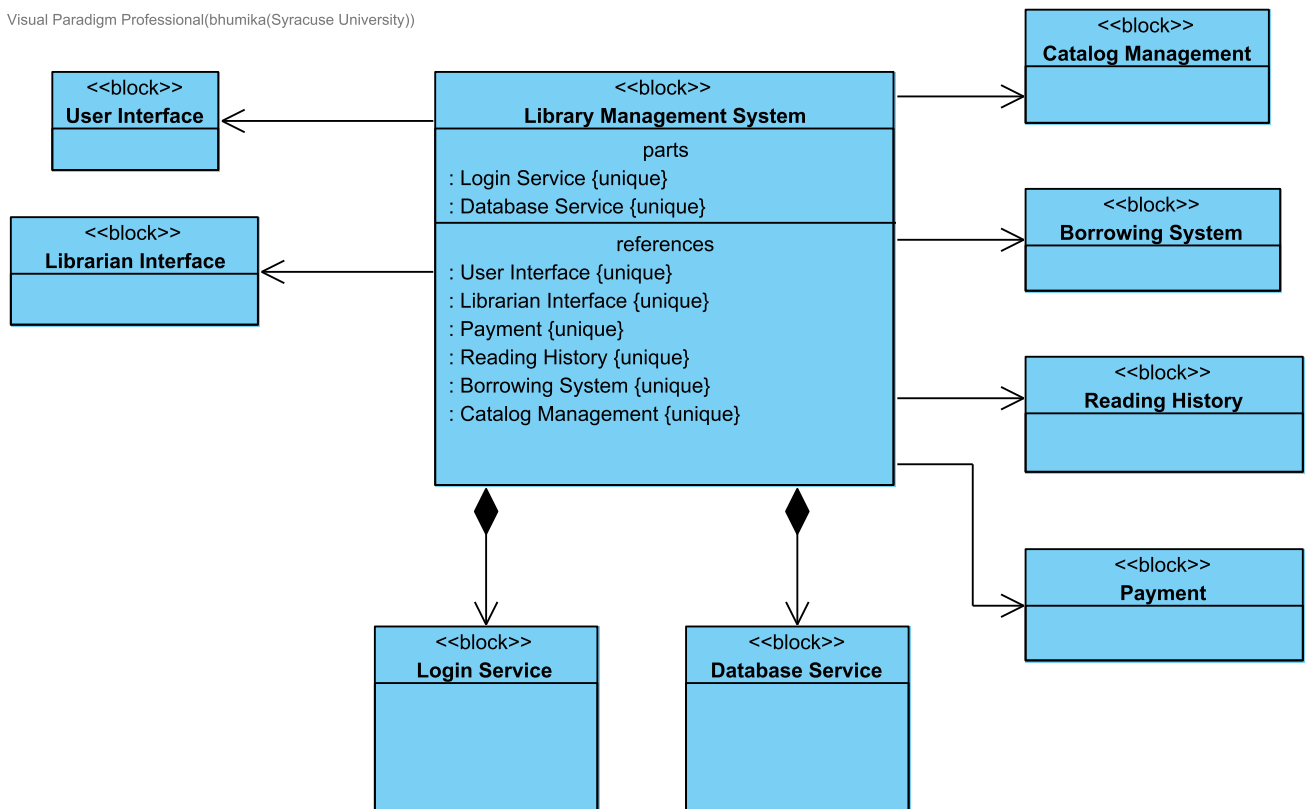 Visual Paradigm Professional(bhumika(Syracuse University))
<<block>>
User Interface
<<block>>
Librarian Interface
<<block>>
Library Management System
parts
: Login Service {unique}
: Database Service {unique}
references
: User Interface {unique}
: Librarian Interface {unique}
: Payment {unique}
: Reading History {unique}
: Borrowing System {unique}
: Catalog Management {unique}
<<block>>
Catalog Management
<<block>>
Borrowing System
<<block>>
Reading History
<<block>>
Payment
<<block>>
Login Service
<<block>>
Database Service